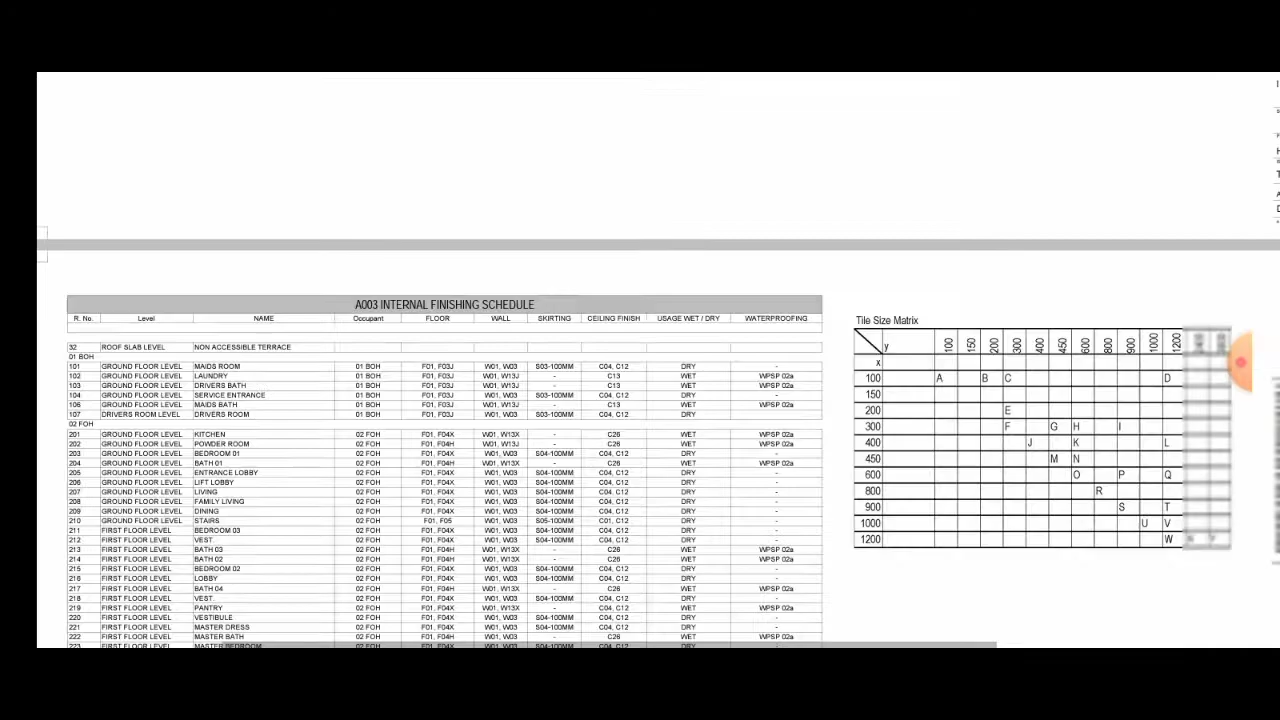 A003 INTERNAL FINISHING SCHEDULE
R. No. Level NAME Occupant FLOOR WALL SKIRTING CEILING FINISH USAGE WET / DRY WATERPROOFING
32 ROOF SLAB LEVEL NON ACCESSIBLE TERRACE
01 BOH
101 GROUND FLOOR LEVEL MAIDS ROOM 01 BOH F01, F03J W01, W03 S03-100MM C04, C12 DRY -
102 GROUND FLOOR LEVEL LAUNDRY 01 BOH F01, F03J W01, W13J - C13 WET WPSP 02a
103 GROUND FLOOR LEVEL DRIVERS BATH 01 BOH F01, F03J W01, W13J - C13 WET WPSP 02a
104 GROUND FLOOR LEVEL SERVICE ENTRANCE 01 BOH F01, F03J W01, W03 S03-100MM C04, C12 DRY -
106 GROUND FLOOR LEVEL MAIDS BATH 01 BOH F01, F03J W01, W13J - C13 WET WPSP 02a
107 DRIVERS ROOM LEVEL DRIVERS ROOM 01 BOH F01, F03J W01, W03 S03-100MM C04, C12 DRY
02 FOH
201 GROUND FLOOR LEVEL KITCHEN 02 FOH F01, F04X W01, W13X - C26 WET WPSP 02a
202 GROUND FLOOR LEVEL POWDER ROOM 02 FOH F01, F04H W01, W13J - C26 WET WPSP 02a
203 GROUND FLOOR LEVEL BEDROOM 01 02 FOH F01, F04X W01, W03 S04-100MM C04, C12 DRY -
204 GROUND FLOOR LEVEL BATH 01 02 FOH F01, F04H W01, W13X - C26 WET WPSP 02a
205 GROUND FLOOR LEVEL ENTRANCE LOBBY 02 FOH F01, F04X W01, W03 S04-100MM C04, C12 DRY -
206 GROUND FLOOR LEVEL LIFT LOBBY 02 FOH F01, F04X W01, W03 S04-100MM C04, C12 DRY -
207 GROUND FLOOR LEVEL LIVING 02 FOH F01, F04X W01, W03 S04-100MM C04, C12 DRY -
208 GROUND FLOOR LEVEL FAMILY LIVING 02 FOH F01, F04X W01, W03 S04-100MM C04, C12 DRY -
209 GROUND FLOOR LEVEL DINING 02 FOH F01, F04X W01, W03 S04-100MM C04, C12 DRY -
210 GROUND FLOOR LEVEL STAIRS 02 FOH F01, F05 W01, W03 S05-100MM C01, C12 DRY -
211 FIRST FLOOR LEVEL BEDROOM 03 02 FOH F01, F04X W01, W03 S04-100MM C04, C12 DRY -
212 FIRST FLOOR LEVEL VEST. 02 FOH F01, F04X W01, W03 S04-100MM C04, C12 DRY -
213 FIRST FLOOR LEVEL BATH 03 02 FOH F01, F04H W01, W13X - C26 WET WPSP 02a
214 FIRST FLOOR LEVEL BATH 02 02 FOH F01, F04H W01, W13X - C26 WET WPSP 02a
215 FIRST FLOOR LEVEL BEDROOM 02 02 FOH F01, F04X W01, W03 S04-100MM C04, C12 DRY -
216 FIRST FLOOR LEVEL LOBBY 02 FOH F01, F04X W01, W03 S04-100MM C04, C12 DRY -
217 FIRST FLOOR LEVEL BATH 04 02 FOH F01, F04H W01, W13X - C26 WET WPSP 02a
218 FIRST FLOOR LEVEL VEST. 02 FOH F01, F04X W01, W03 S04-100MM C04, C12 DRY -
219 FIRST FLOOR LEVEL PANTRY 02 FOH F01, F04X W01, W13X - C26 WET WPSP 02a
220 FIRST FLOOR LEVEL VESTIBULE 02 FOH F01, F04X W01, W03 S04-100MM C04, C12 DRY -
221 FIRST FLOOR LEVEL MASTER DRESS 02 FOH F01, F04X W01, W03 S04-100MM C04, C12 DRY -
222 FIRST FLOOR LEVEL MASTER BATH 02 FOH F01, F04H W01, W03 - C26 WET WPSP 02a
223 FIRST FLOOR LEVEL MASTER BEDROOM 02 FOH F01, F04X W01, W03 S04-100MM C04, C12 DRY -
Tile Size Matrix
y 100 150 200 300 400 450 600 800 900 1000 1200
x
100 A B C D
150
200 E
300 F G H I
400 J K L
450 M N
600 O P Q
800 R
900 S T
1000 U V
1200 W